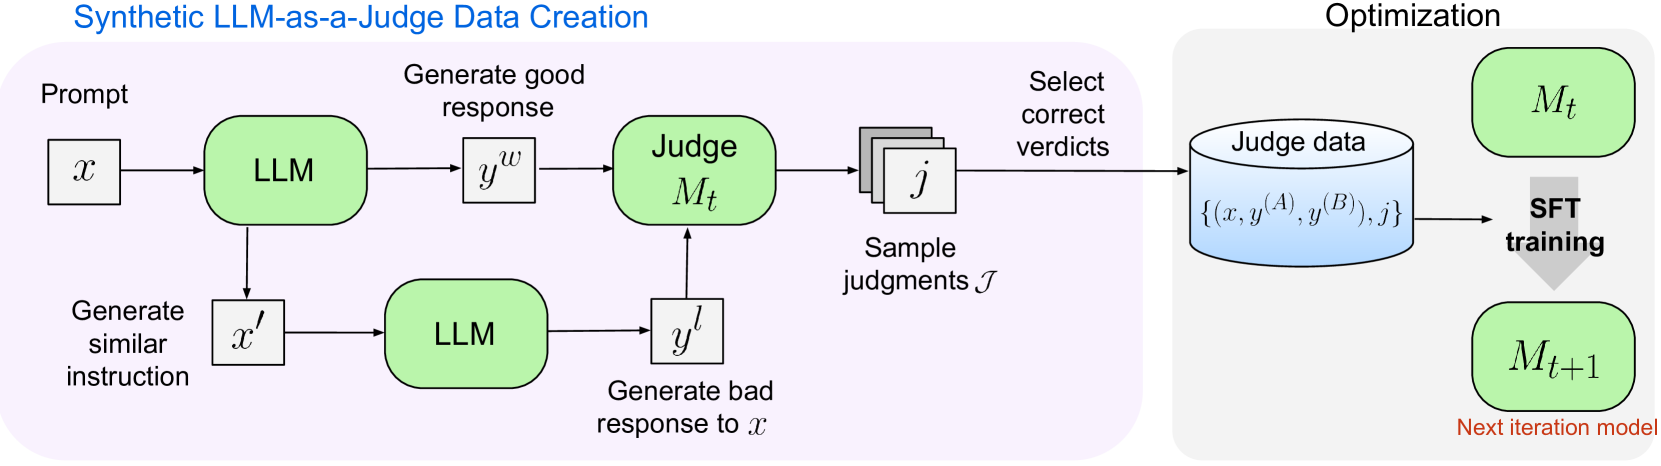 Synthetic LLM-as-a-Judge Data Creation
Optimization
Prompt
x
LLM
Generate good
response
y^w
Judge
M_t
j
Sample
judgments 𝒥
Select
correct
verdicts
Generate
similar
instruction
x′
LLM
y^l
Generate bad
response to x
Judge data
{(x, y^(A), y^(B)), j}
M_t
SFT
training
M_{t+1}
Next iteration model